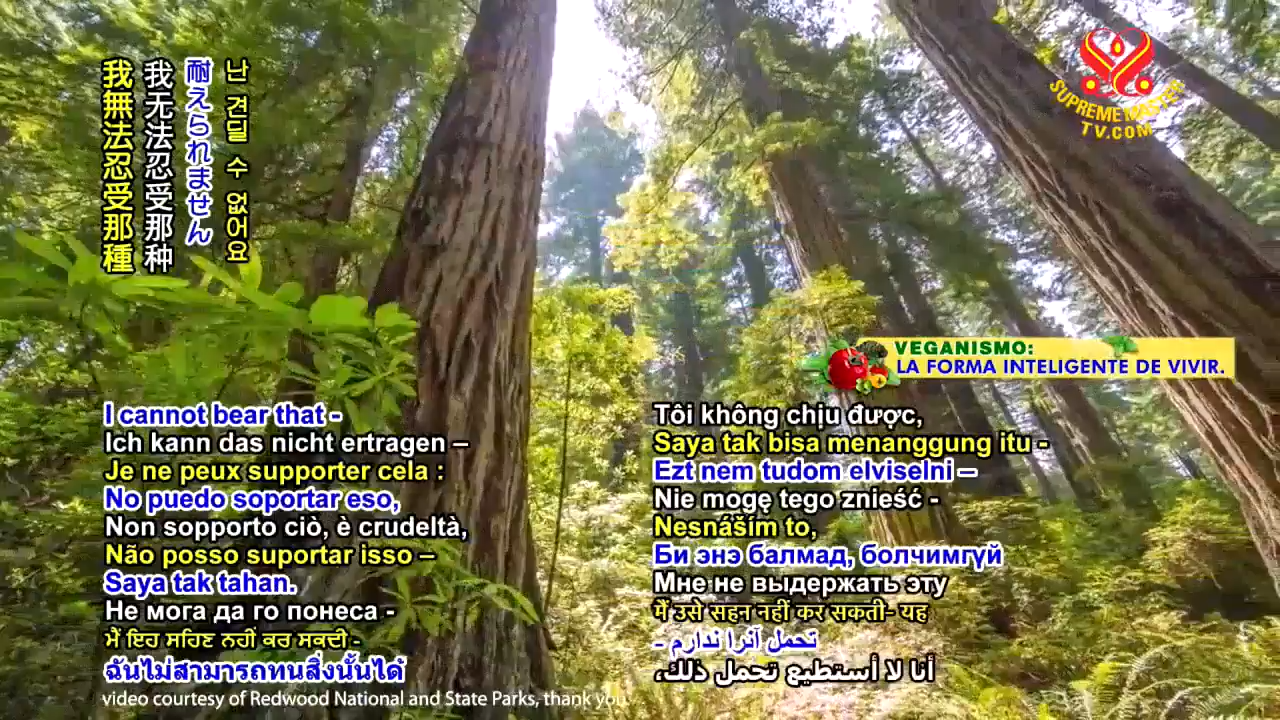 我無法忍受那種
我无法忍受那种
耐えられません
난 견딜 수 없어요
SUPREME MASTER
TV.COM
VEGANISMO:
LA FORMA INTELIGENTE DE VIVIR.
I cannot bear that -
Ich kann das nicht ertragen –
Je ne peux supporter cela :
No puedo soportar eso,
Non sopporto ciò, è crudeltà,
Não posso suportar isso –
Saya tak tahan.
Не мога да го понеса -
ਮੈਂ ਇਹ ਸਹਿਣ ਨਹੀਂ ਕਰ ਸਕਦੀ -
ฉันไม่สามารถทนสิ่งนั้นได้
Tôi không chịu được,
Saya tak bisa menanggung itu -
Ezt nem tudom elviselni –
Nie mogę tego znieść -
Nesnáším to,
Би энэ балмад, болчимгүй
Мне не выдержать эту
मैं उसे सहन नहीं कर सकती- यह
تحمل آنرا ندارم -
أنا لا أستطيع تحمل ذلك،
video courtesy of Redwood National and State Parks, thank you